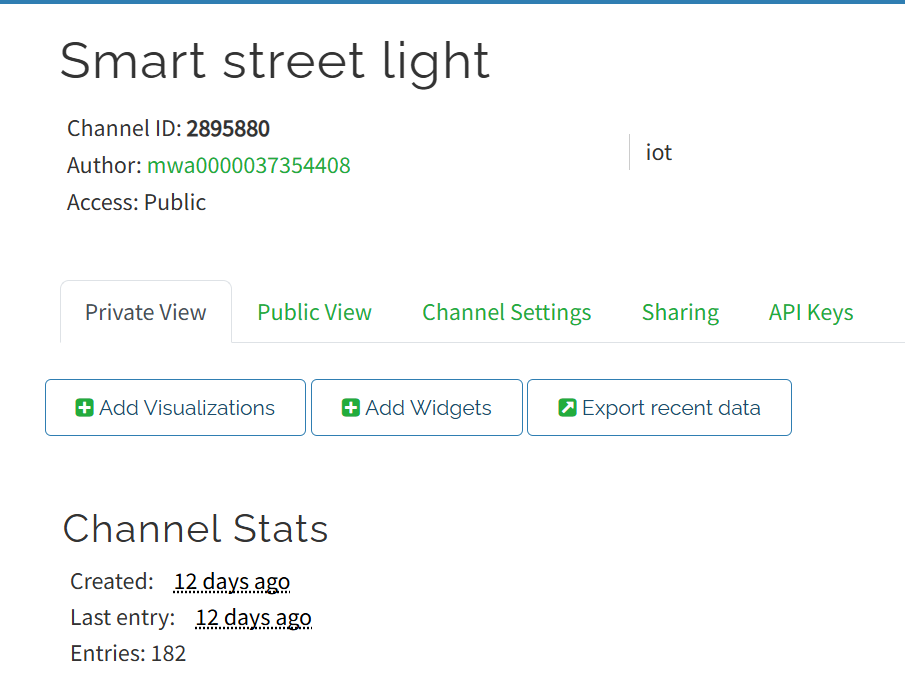 Smart street light
Channel ID: 2895880
Author: mwa0000037354408
Access: Public
iot
Private View
Public View
Channel Settings
Sharing
API Keys
Add Visualizations
Add Widgets
Export recent data
Channel Stats
Created: 12 days ago
Last entry: 12 days ago
Entries: 182